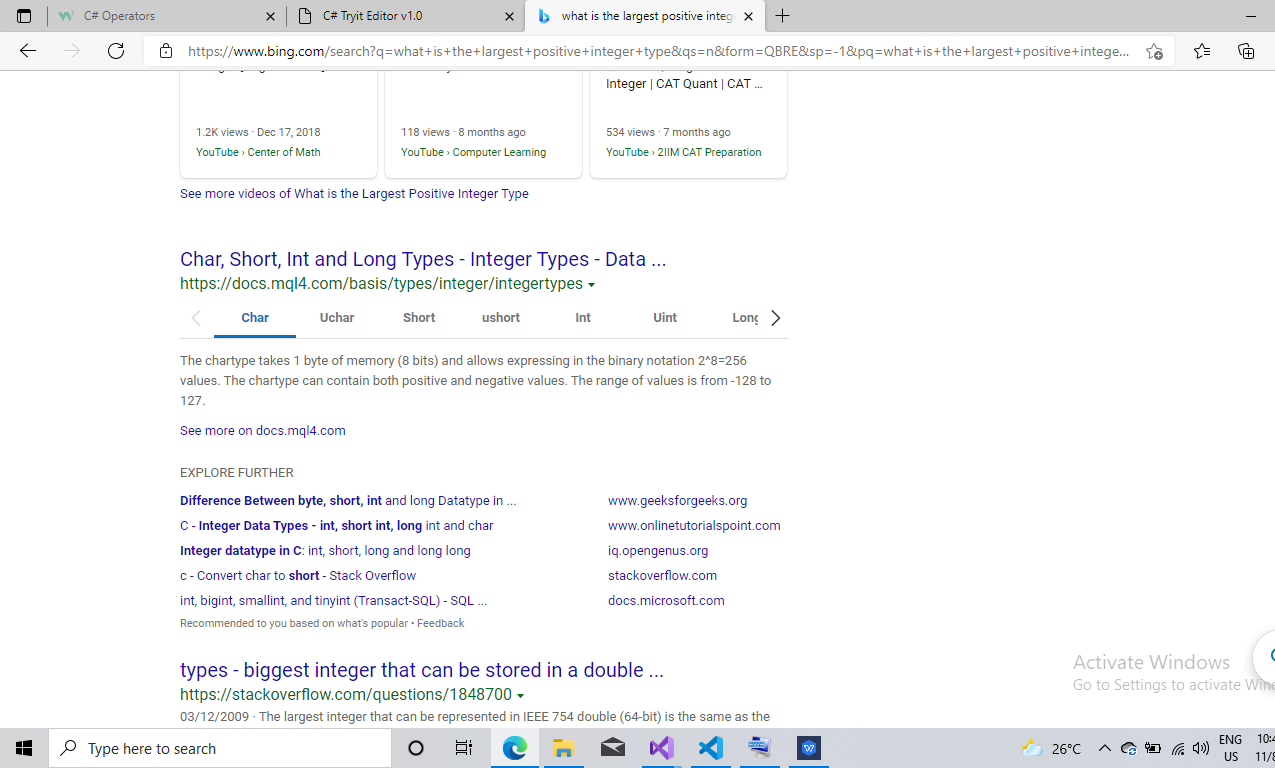 C# Operators
C# Tryit Editor v1.0
what is the largest positive integ
https://www.bing.com/search?q=what+is+the+largest+positive+integer+type&qs=n&form=QBRE&sp=-1&pq=what+is+the+largest+positive+intege...
Integer | CAT Quant | CAT ...
1.2K views · Dec 17, 2018
YouTube › Center of Math
118 views · 8 months ago
YouTube › Computer Learning
534 views · 7 months ago
YouTube › 2IIM CAT Preparation
See more videos of What is the Largest Positive Integer Type
Char, Short, Int and Long Types - Integer Types - Data ...
https://docs.mql4.com/basis/types/integer/integertypes
Char Uchar Short ushort Int Uint Long
The chartype takes 1 byte of memory (8 bits) and allows expressing in the binary notation 2^8=256
values. The chartype can contain both positive and negative values. The range of values is from -128 to
127.
See more on docs.mql4.com
EXPLORE FURTHER
Difference Between byte, short, int and long Datatype in ... www.geeksforgeeks.org
C - Integer Data Types - int, short int, long int and char www.onlinetutorialspoint.com
Integer datatype in C: int, short, long and long long iq.opengenus.org
c - Convert char to short - Stack Overflow stackoverflow.com
int, bigint, smallint, and tinyint (Transact-SQL) - SQL ... docs.microsoft.com
Recommended to you based on what's popular • Feedback
types - biggest integer that can be stored in a double ...
https://stackoverflow.com/questions/1848700
03/12/2009 · The largest integer that can be represented in IEEE 754 double (64-bit) is the same as the
Activate Windows
Go to Settings to activate Win
Type here to search
26°C
ENG
US
10:4
11/8